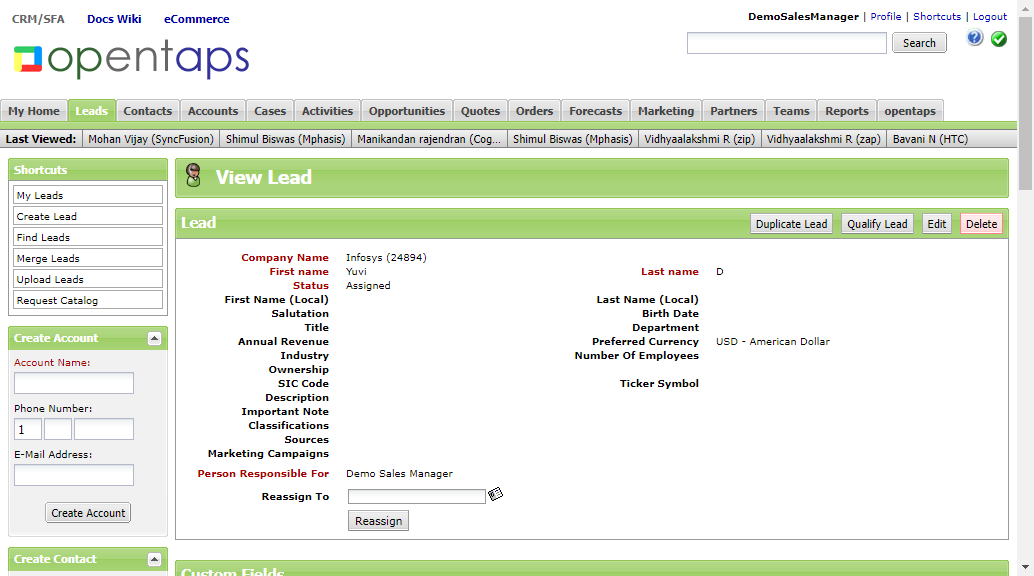 CRM/SFA Docs Wiki eCommerce
DemoSalesManager | Profile | Shortcuts | Logout
opentaps
Search
My Home Leads Contacts Accounts Cases Activities Opportunities Quotes Orders Forecasts Marketing Partners Teams Reports opentaps
Last Viewed: Mohan Vijay (SyncFusion) Shimul Biswas (Mphasis) Manikandan rajendran (Cog... Shimul Biswas (Mphasis) Vidhyaalakshmi R (zip) Vidhyaalakshmi R (zap) Bavani N (HTC)
Shortcuts
My Leads
Create Lead
Find Leads
Merge Leads
Upload Leads
Request Catalog
Create Account
Account Name:
Phone Number:
1
E-Mail Address:
Create Account
Create Contact
View Lead
Lead
Duplicate Lead Qualify Lead Edit Delete
Company Name Infosys (24894)
First name Yuvi Last name D
Status Assigned
First Name (Local) Last Name (Local)
Salutation Birth Date
Title Department
Annual Revenue Preferred Currency USD - American Dollar
Industry Number Of Employees
Ownership
SIC Code Ticker Symbol
Description
Important Note
Classifications
Sources
Marketing Campaigns
Person Responsible For Demo Sales Manager
Reassign To
Reassign
Custom Fields